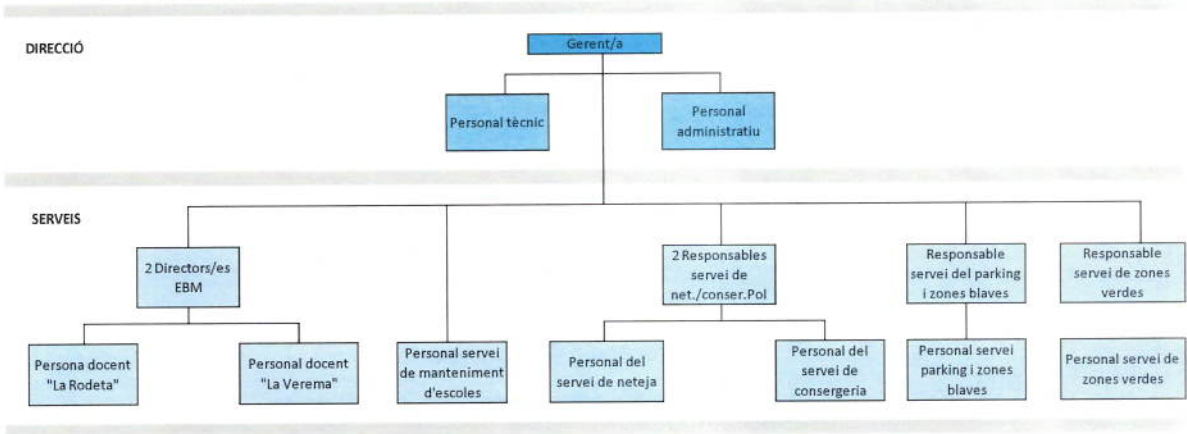 DIRECCIÓ
Gerent/a
Personal tècnic
Personal
administratiu
SERVEIS
2 Directors/es
EBM
2 Responsables
servei de
net./conser.Pol
Responsable
servei del parking
i zones blaves
Responsable
servei de zones
verdes
Persona docent
"La Rodeta"
Personal docent
"La Verema"
Personal servei
de manteniment
d'escoles
Personal del
servei de neteja
Personal del
servei de
consergeria
Personal servei
parking i zones
blaves
Personal servei de
zones verdes